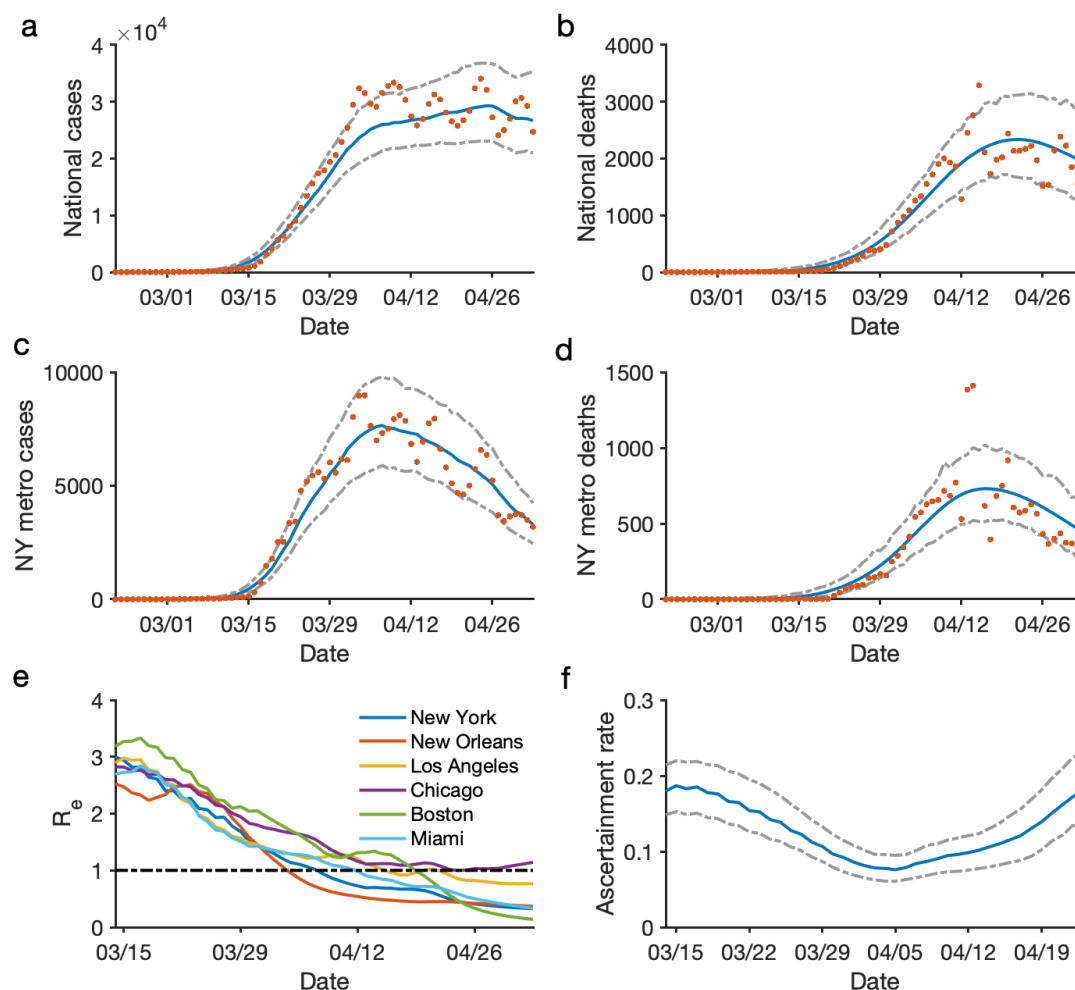 a
×10⁴
4
3
2
1
0
National cases
03/01 03/15 03/29 04/12 04/26
Date
b
4000
3000
2000
1000
0
National deaths
03/01 03/15 03/29 04/12 04/26
Date
c
10000
5000
0
NY metro cases
03/01 03/15 03/29 04/12 04/26
Date
d
1500
1000
500
0
NY metro deaths
03/01 03/15 03/29 04/12 04/26
Date
e
4
3
2
1
0
Rₑ
New York
New Orleans
Los Angeles
Chicago
Boston
Miami
03/15 03/29 04/12 04/26
Date
f
0.3
0.2
0.1
0
Ascertainment rate
03/15 03/22 03/29 04/05 04/12 04/19
Date